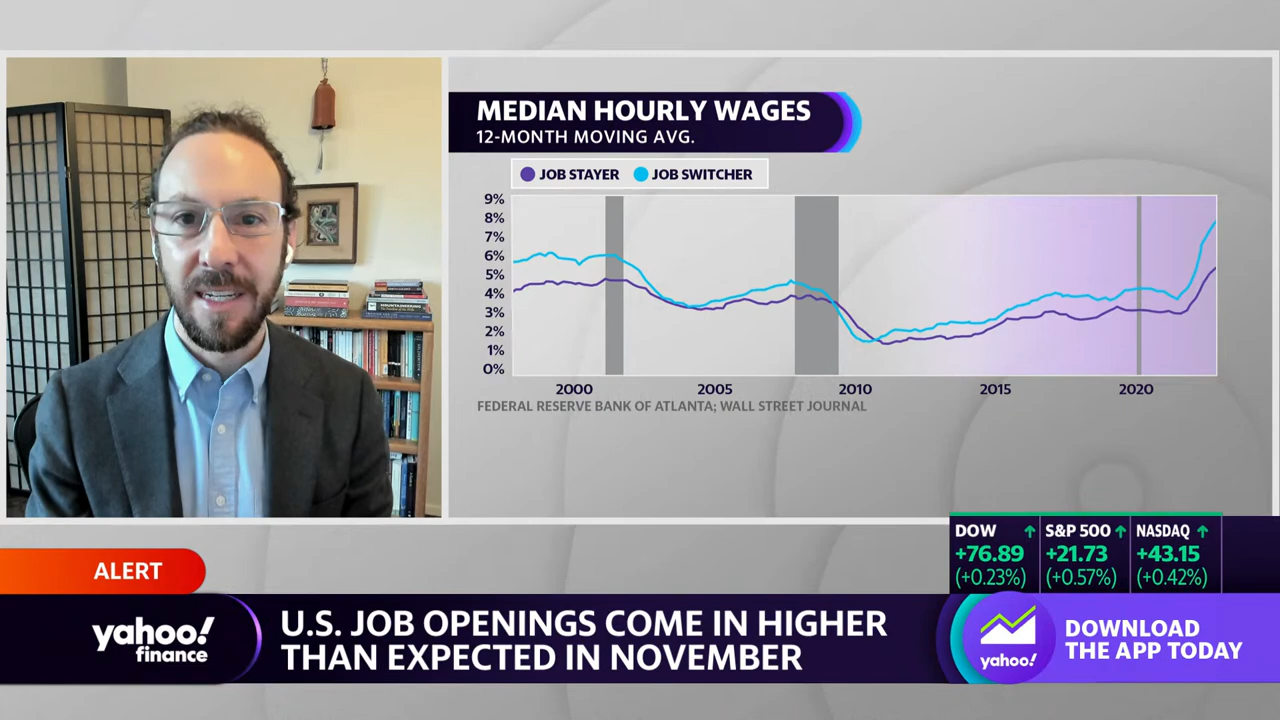 MEDIAN HOURLY WAGES
12-MONTH MOVING AVG.
JOB STAYER JOB SWITCHER
9%
8%
7%
6%
5%
4%
3%
2%
1%
0%
2000 2005 2010 2015 2020
FEDERAL RESERVE BANK OF ATLANTA; WALL STREET JOURNAL
MOUNTAINEERING
DOW S&P 500 NASDAQ
+76.89 +21.73 +43.15
(+0.23%) (+0.57%) (+0.42%)
ALERT
yahoo!
finance
U.S. JOB OPENINGS COME IN HIGHER
THAN EXPECTED IN NOVEMBER
yahoo!
DOWNLOAD
THE APP TODAY